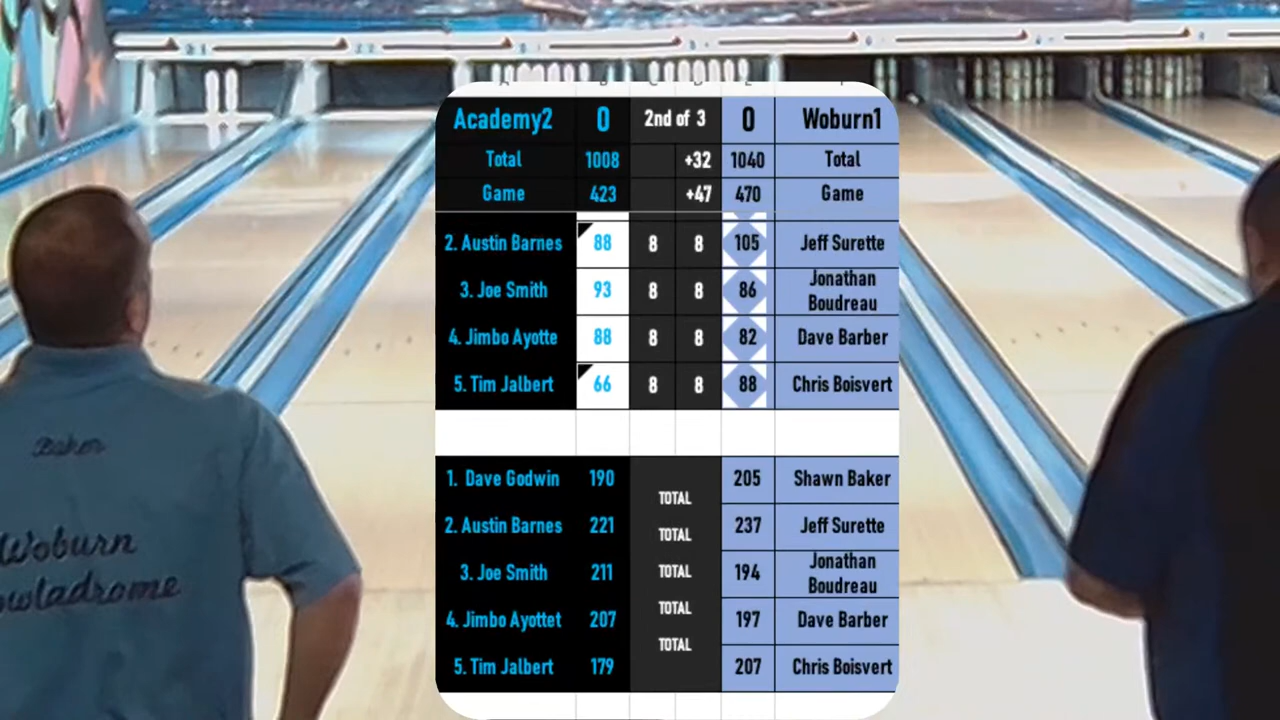 Academy2 0 2nd of 3 0 Woburn1
Total 1008 +32 1040 Total
Game 423 +47 470 Game
2. Austin Barnes 88 8 8 105 Jeff Surette
3. Joe Smith 93 8 8 86 Jonathan
Boudreau
4. Jimbo Ayotte 88 8 8 82 Dave Barber
5. Tim Jalbert 66 8 8 88 Chris Boisvert
1. Dave Godwin 190 TOTAL 205 Shawn Baker
2. Austin Barnes 221 TOTAL 237 Jeff Surette
3. Joe Smith 211 TOTAL 194 Jonathan
Boudreau
4. Jimbo Ayottet 207 TOTAL 197 Dave Barber
5. Tim Jalbert 179 TOTAL 207 Chris Boisvert
Baker
Woburn